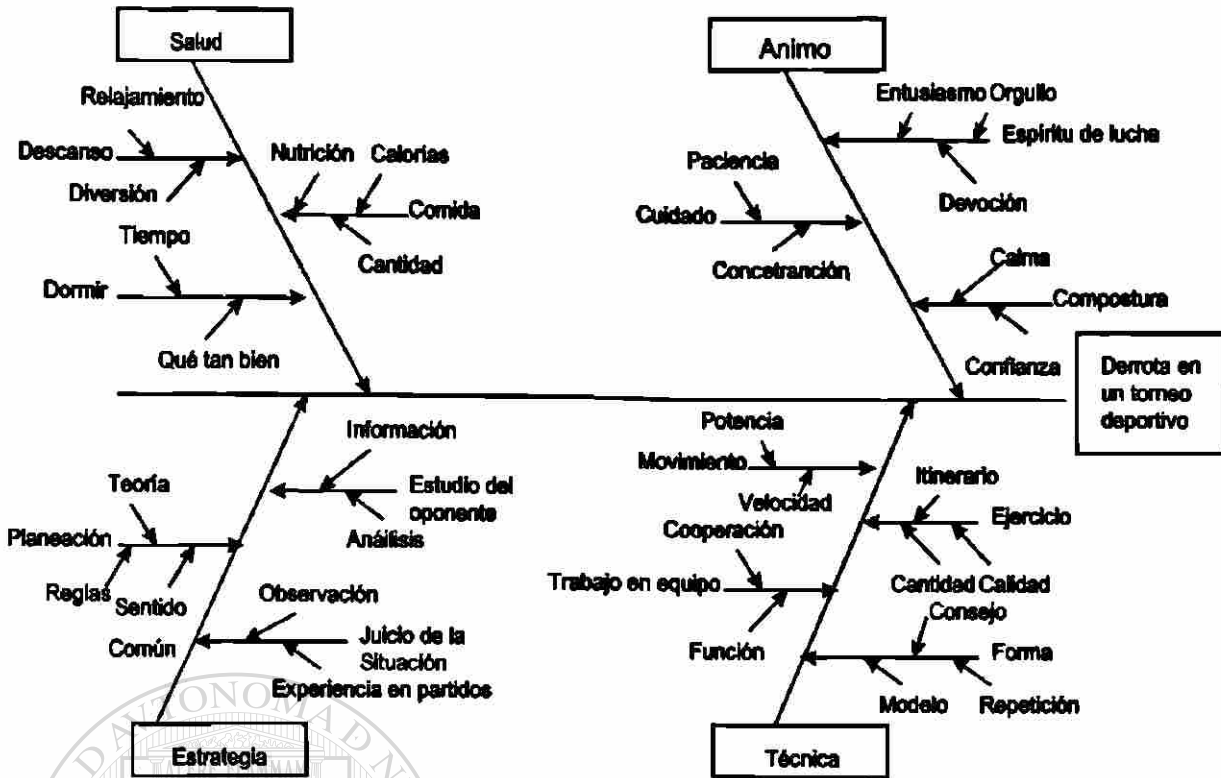 Salud
Animo
Relajamiento
Entusiasmo Orgullo
Espíritu de lucha
Descanso
Nutrición
Calorías
Paciencia
Diversión
Comida
Cuidado
Devoción
Tiempo
Cantidad
Concetranción
Calma
Dormir
Compostura
Qué tan bien
Confianza
Derrota en
un torneo
deportivo
Información
Potencia
Movimiento
Teoría
Estudio del
oponente
Velocidad
Itinerario
Planeación
Análisis
Cooperación
Ejercicio
Reglas
Sentido
Común
Trabajo en equipo
Cantidad Calidad
Observación
Consejo
Juicio de la
Situación
Función
Forma
Experiencia en partidos
Modelo
Repetición
Estrategia
Técnica